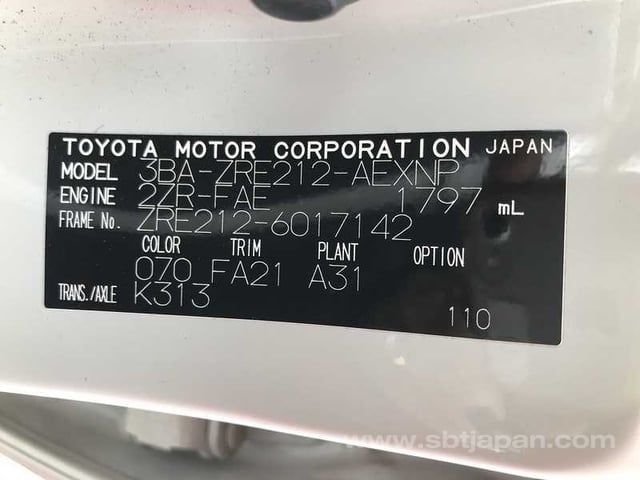 TOYOTA MOTOR CORPORATION JAPAN
MODEL 3BA-ZRE212-AEXNP
ENGINE 2ZR-FAE 1797 mL
FRAME No. ZRE212-6017142
COLOR TRIM PLANT OPTION
070 FA21 A31
TRANS./AXLE K313
110
www.sbtjapan.com